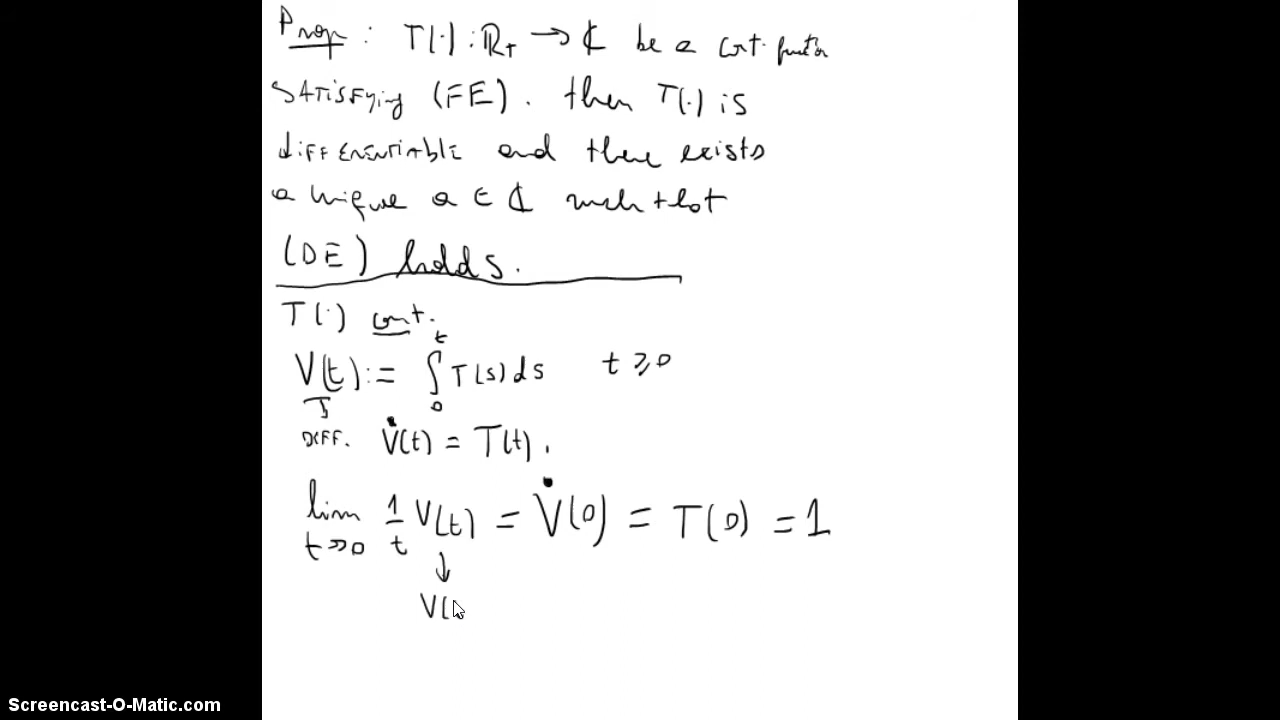 Prop : T(·) : ℝ+ → ℂ be a cont. function
satisfying (FE). then T(·) is
differentiable and there exists
a unique a ∈ ℂ such that
(DE) holds.
T(·) cont.
V(t) := ∫₀ᵗ T(s) ds t ≥ 0
DIFF. V̇(t) = T(t).
lim t→0 1/t V(t) = V̇(0) = T(0) = 1
↓
V(
Screencast-O-Matic.com